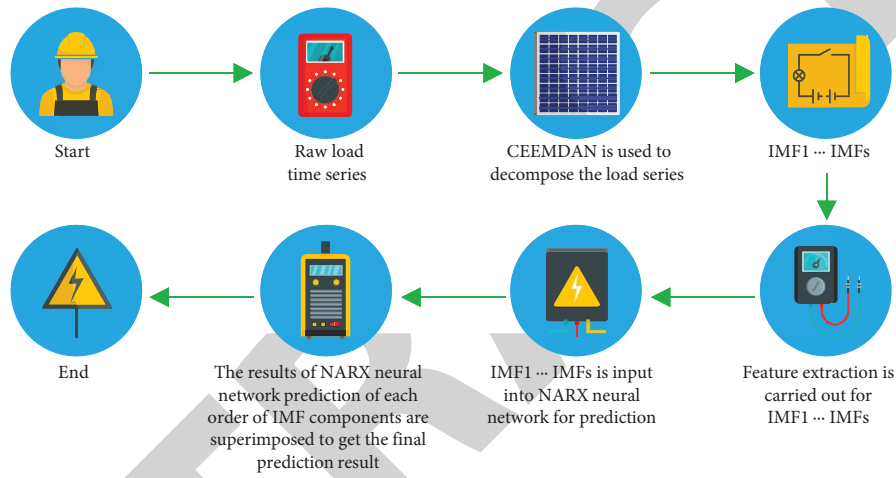 Start
Raw load
time series
CEEMDAN is used to
decompose the load series
IMF1 ... IMFs
Feature extraction is
carried out for
IMF1 ... IMFs
IMF1 ... IMFs is input
into NARX neural
network for prediction
The results of NARX neural
network prediction of each
order of IMF components are
superimposed to get the final
prediction result
End